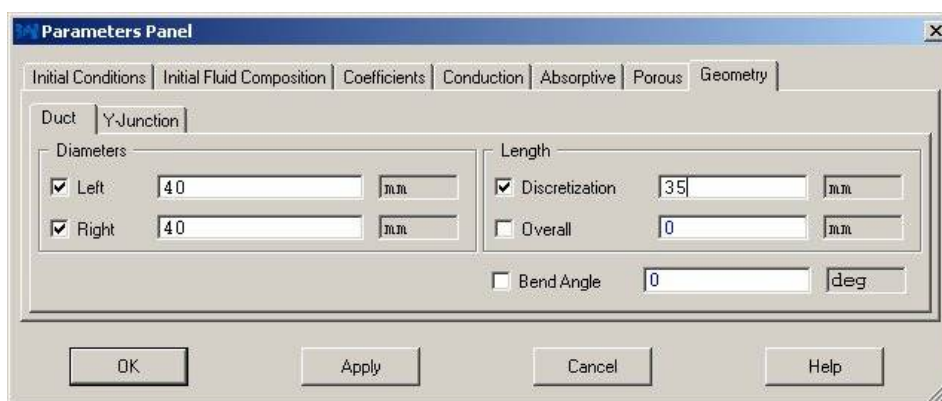 Parameters Panel
Initial Conditions Initial Fluid Composition Coefficients Conduction Absorptive Porous Geometry
Duct Y-Junction
Diameters Length
Left 40 mm Discretization 35 mm
Right 40 mm Overall 0 mm
Bend Angle 0 deg
OK Apply Cancel Help